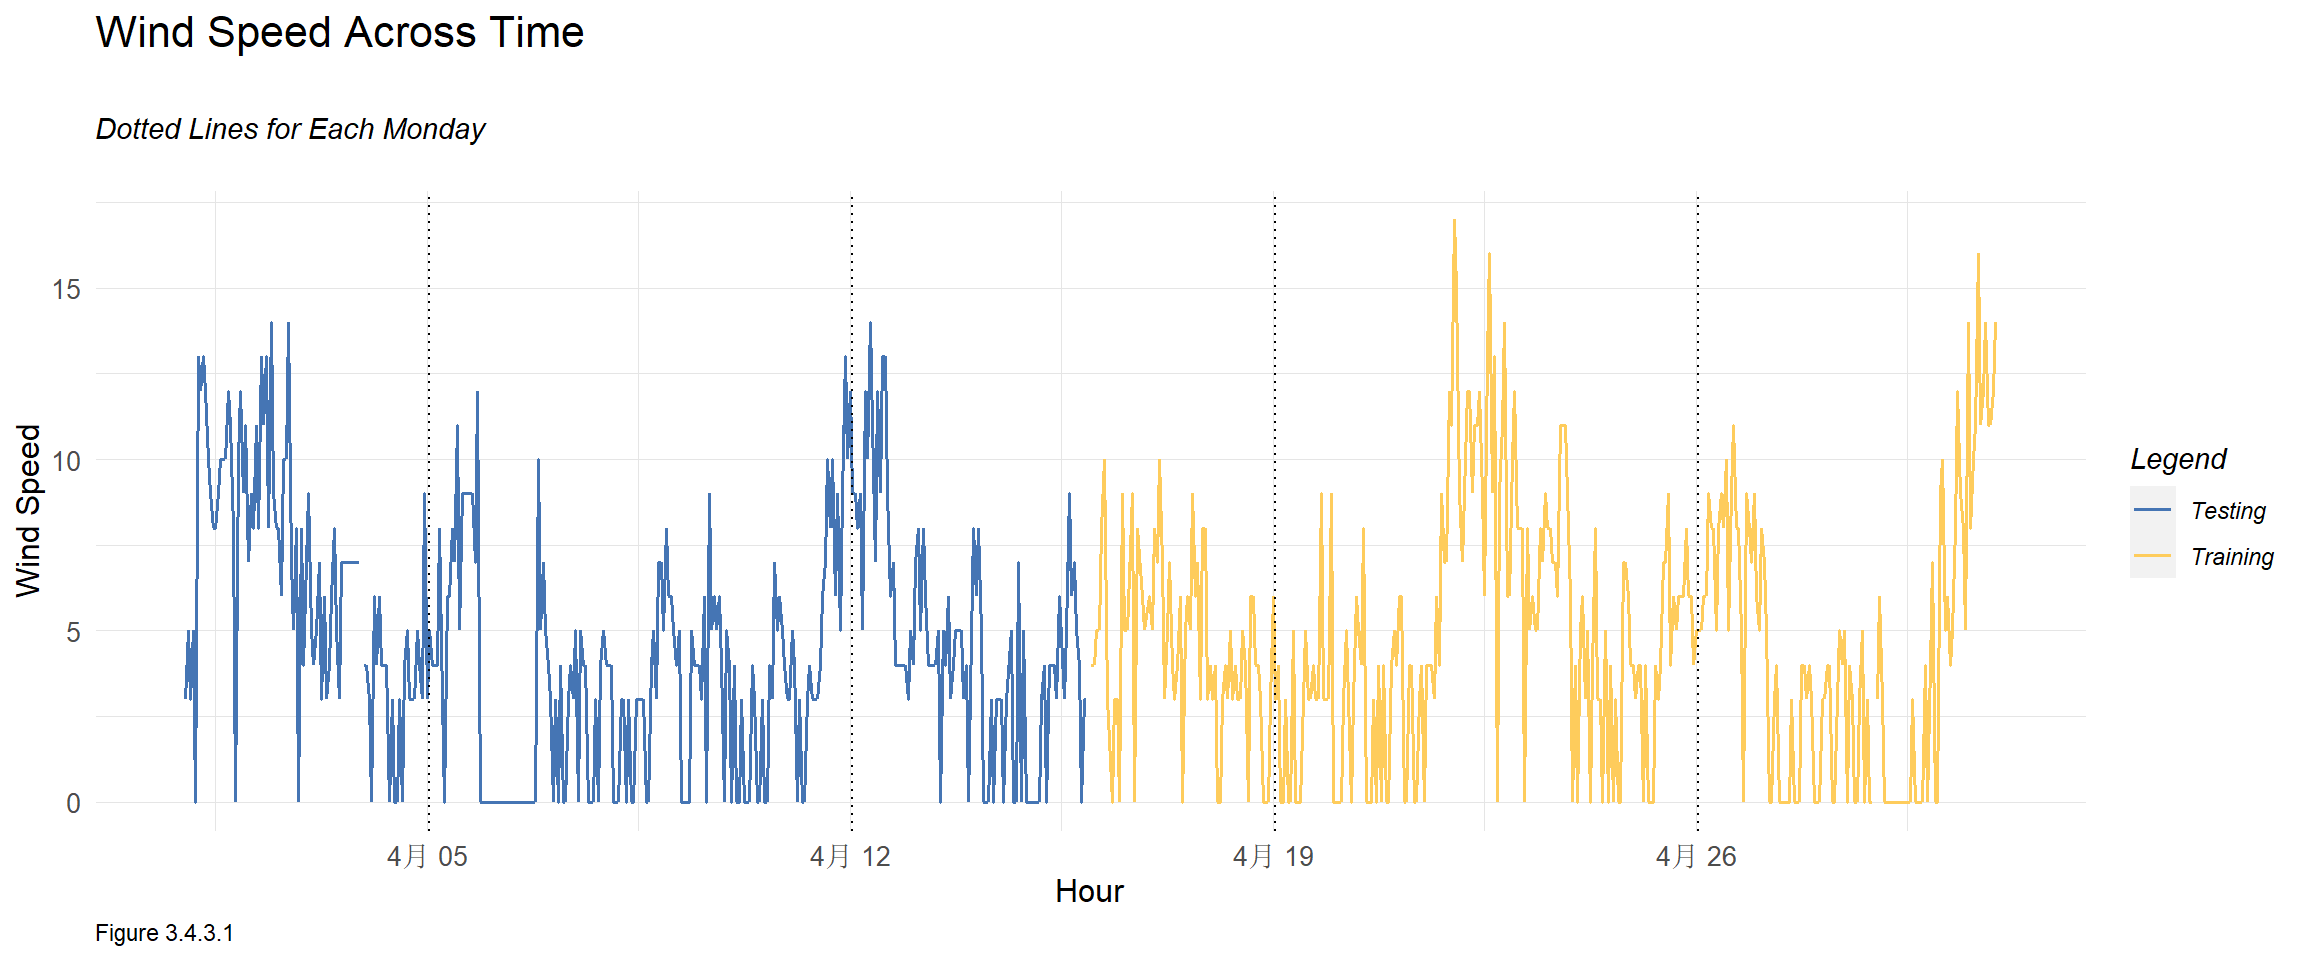 Wind Speed Across Time
Dotted Lines for Each Monday
Wind Speed
15
10
5
0
4月 05
4月 12
4月 19
4月 26
Hour
Legend
Testing
Training
Figure 3.4.3.1